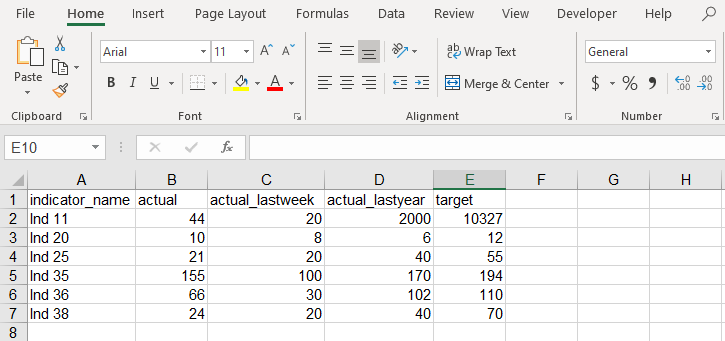 File Home Insert Page Layout Formulas Data Review View Developer Help
Arial 11 A A ab Wrap Text General
Paste B I U A Merge & Center $ % 9 .00 .00
Clipboard Font Alignment Number
E10 fx
A B C D E F G H
1 indicator_name actual actual_lastweek actual_lastyear target
2 Ind 11 44 20 2000 10327
3 Ind 20 10 8 6 12
4 Ind 25 21 20 40 55
5 Ind 35 155 100 170 194
6 Ind 36 66 30 102 110
7 Ind 38 24 20 40 70
8